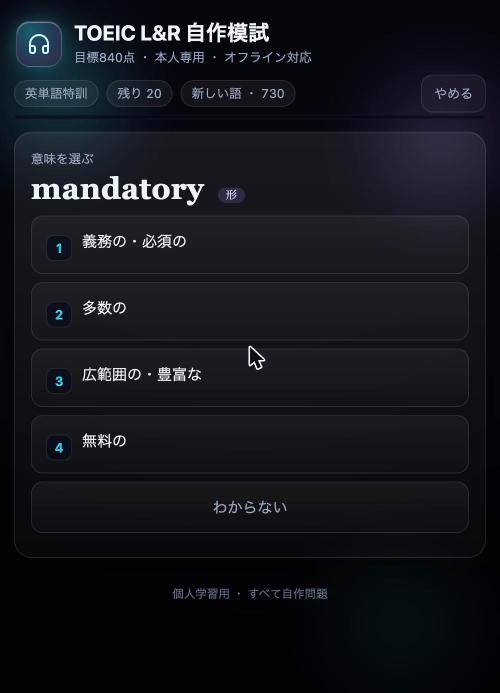 TOEIC L&R 自作模試
目標840点 ・ 本人専用 ・ オフライン対応
英単語特訓 残り 20 新しい語 ・ 730 やめる
意味を選ぶ
mandatory 形
1 義務の・必須の
2 多数の
3 広範囲の・豊富な
4 無料の
わからない
個人学習用 ・ すべて自作問題